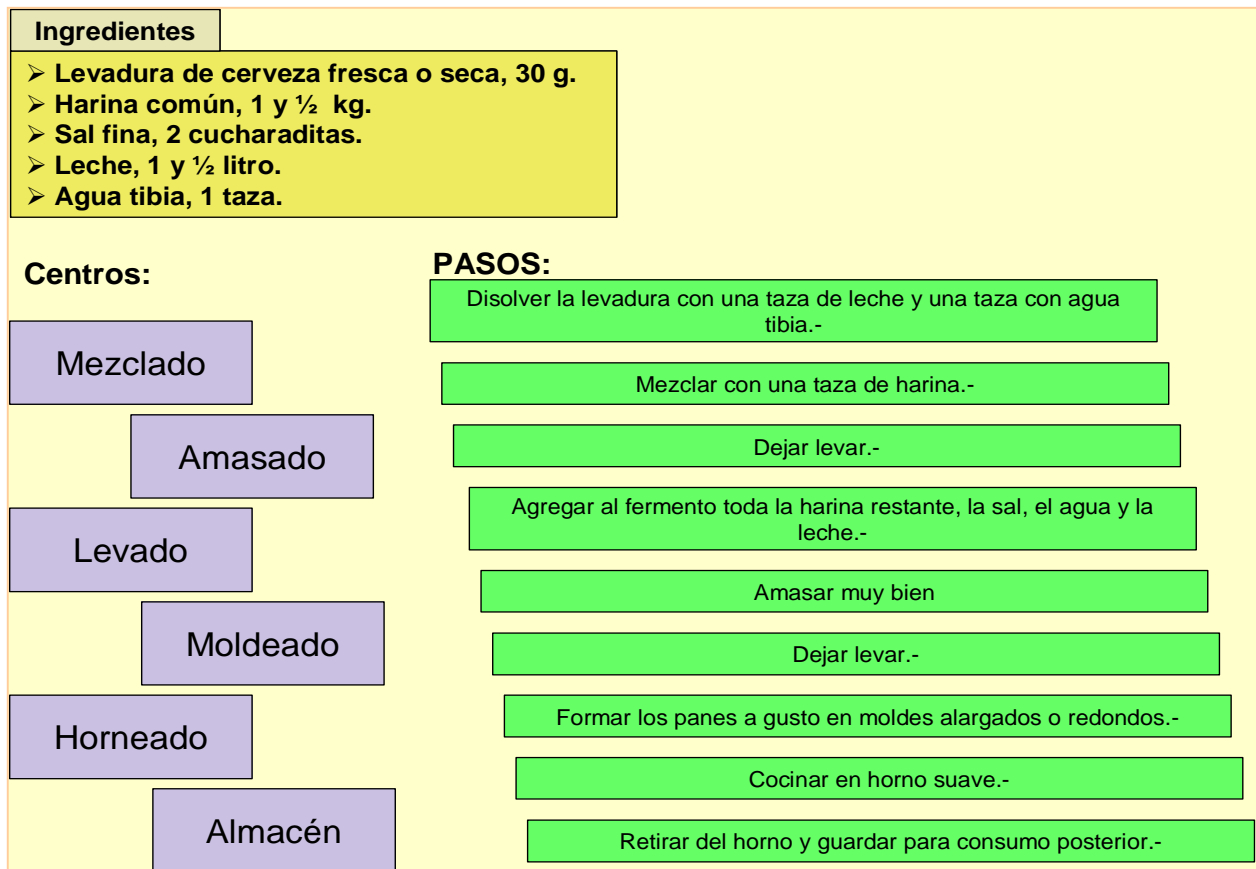 Ingredientes
➢ Levadura de cerveza fresca o seca, 30 g.
➢ Harina común, 1 y ½ kg.
➢ Sal fina, 2 cucharaditas.
➢ Leche, 1 y ½ litro.
➢ Agua tibia, 1 taza.
Centros:
Mezclado
Amasado
Levado
Moldeado
Horneado
Almacén
PASOS:
Disolver la levadura con una taza de leche y una taza con agua
tibia.-
Mezclar con una taza de harina.-
Dejar levar.-
Agregar al fermento toda la harina restante, la sal, el agua y la
leche.-
Amasar muy bien
Dejar levar.-
Formar los panes a gusto en moldes alargados o redondos.-
Cocinar en horno suave.-
Retirar del horno y guardar para consumo posterior.-